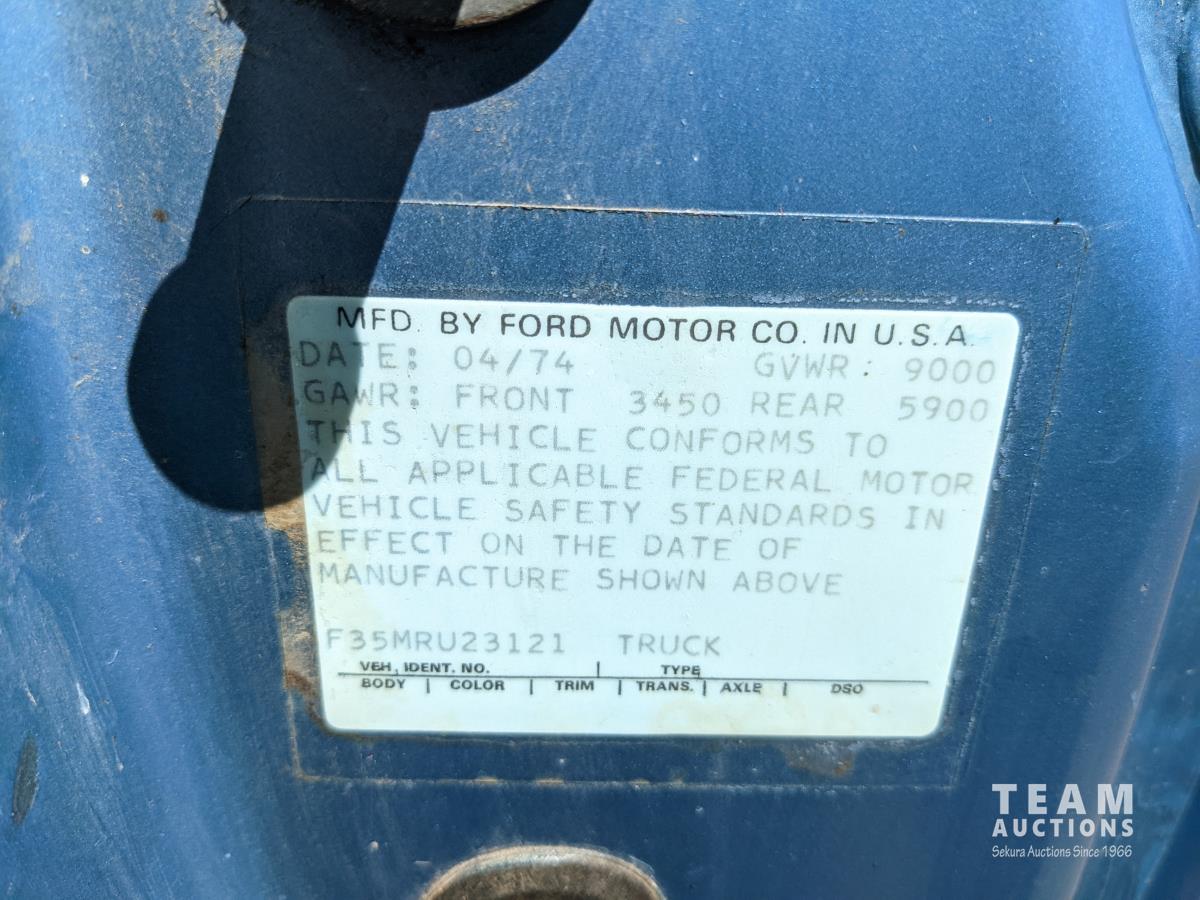 MFD. BY FORD MOTOR CO. IN U.S.A.
DATE: 04/74 GVWR: 9000
GAWR: FRONT 3450 REAR 5900
THIS VEHICLE CONFORMS TO
ALL APPLICABLE FEDERAL MOTOR
VEHICLE SAFETY STANDARDS IN
EFFECT ON THE DATE OF
MANUFACTURE SHOWN ABOVE
F35MRU23121 TRUCK
VEH. IDENT. NO. | TYPE
BODY | COLOR | TRIM | TRANS. | AXLE | DSO
TEAM
AUCTIONS
Sekura Auctions Since 1966